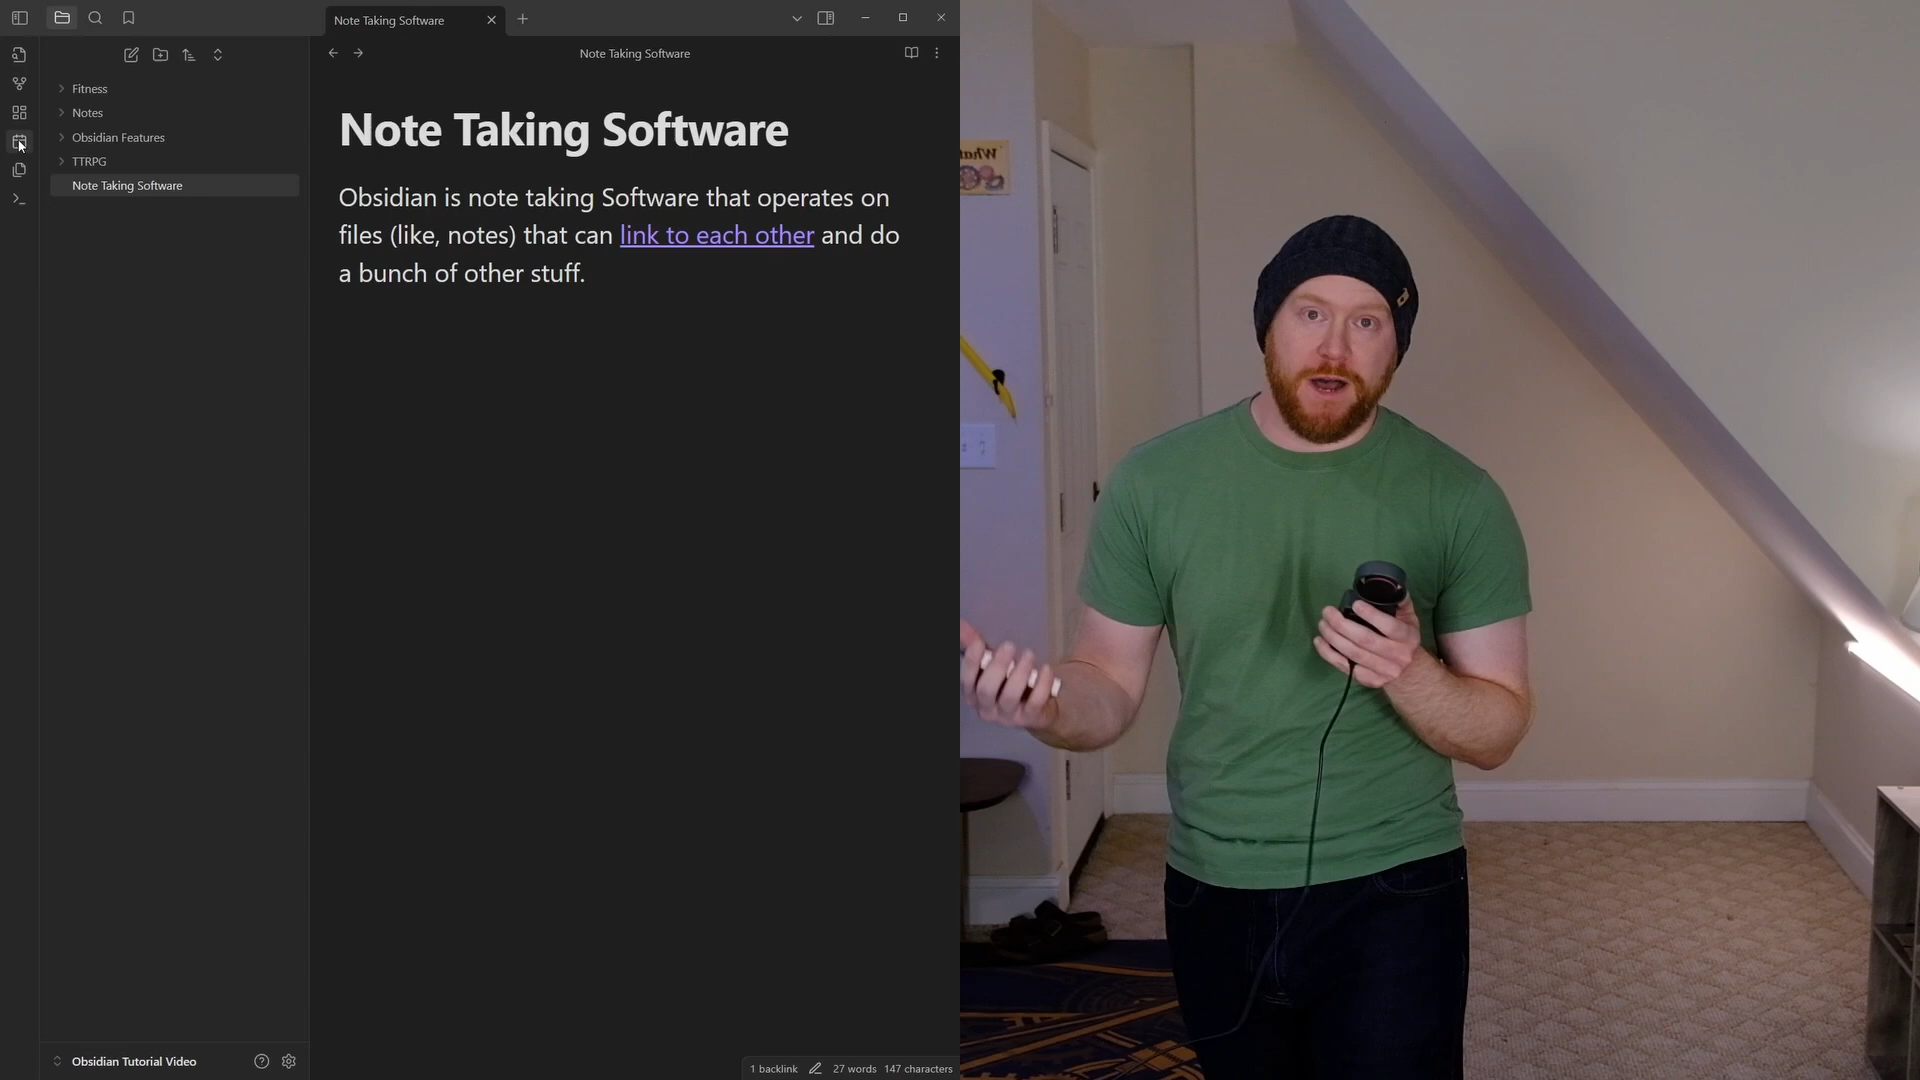 Note Taking Software
Note Taking Software
Fitness
Notes
Obsidian Features
TTRPG
Note Taking Software
Note Taking Software
Obsidian is note taking Software that operates on
files (like, notes) that can link to each other and do
a bunch of other stuff.
Obsidian Tutorial Video
1 backlink 27 words 147 characters